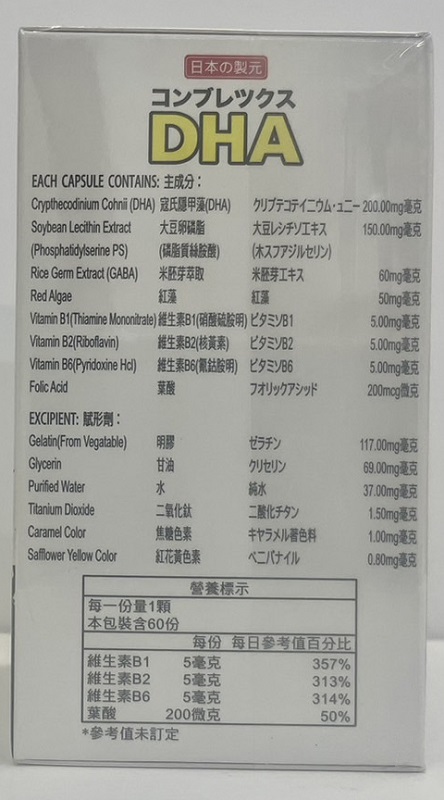 日本の製元
コンブレツクス
DHA
EACH CAPSULE CONTAINS: 主成分：
Crypthecodinium Cohnii (DHA) 寇氏隱甲藻(DHA) クリプテコデイニウム・ュニー 200.00mg毫克
Soybean Lecithin Extract 大豆卵磷脂 大豆レシチソエキス 150.00mg毫克
(Phosphatidylserine PS) (磷脂質絲胺酸) (木スフアジルセリン)
Rice Germ Extract (GABA) 米胚芽萃取 米胚芽エキス 60mg毫克
Red Algae 紅藻 紅藻 50mg毫克
Vitamin B1(Thiamine Mononitrate) 維生素B1(硝酸硫胺明) ビタミソB1 5.00mg毫克
Vitamin B2(Riboflavin) 維生素B2(核黃素) ビタミソB2 5.00mg毫克
Vitamin B6(Pyridoxine Hcl) 維生素B6(氰鈷胺明) ビタミソB6 5.00mg毫克
Folic Acid 葉酸 フオリックアシッド 200mcg微克
EXCIPIENT: 賦形劑：
Gelatin(From Vegatable) 明膠 ゼラチン 117.00mg毫克
Glycerin 甘油 クリセリン 69.00mg毫克
Purified Water 水 純水 37.00mg毫克
Titanium Dioxide 二氧化鈦 二酸化チタン 1.50mg毫克
Caramel Color 焦糖色素 キヤラメル著色料 1.00mg毫克
Safflower Yellow Color 紅花黃色素 ベニバナイル 0.80mg毫克
營養標示
每一份量1顆
本包裝含60份
每份 每日參考值百分比
維生素B1 5毫克 357%
維生素B2 5毫克 313%
維生素B6 5毫克 314%
葉酸 200微克 50%
*參考值未訂定